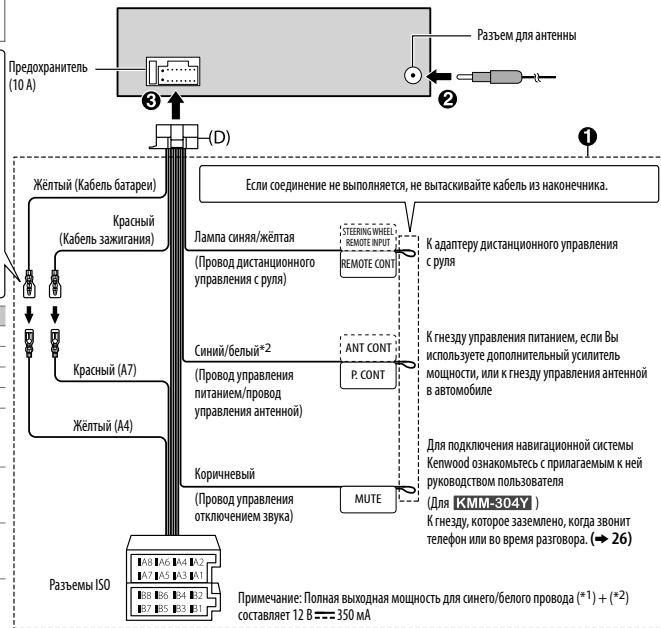 Разъем для антенны
Предохранитель
(10 A)
❸
❷
(D)
❶
Жёлтый (Кабель батареи)
Если соединение не выполняется, не вытаскивайте кабель из наконечника.
Красный
(Кабель зажигания)
Лампа синяя/жёлтая
(Провод дистанционного
управления с руля)
STEERING WHEEL
REMOTE INPUT
REMOTE CONT
К адаптеру дистанционного управления
с руля
Синий/белый*2
(Провод управления
питанием/провод
управления антенной)
ANT CONT
P. CONT
К гнезду управления питанием, если Вы
используете дополнительный усилитель
мощности, или к гнезду управления антенной
в автомобиле
Красный (A7)
Жёлтый (A4)
Коричневый
(Провод управления
отключением звука)
MUTE
Для подключения навигационной системы
Kenwood ознакомьтесь с прилагаемым к ней
руководством пользователя
(Для KMM-304Y )
К гнезду, которое заземлено, когда звонит
телефон или во время разговора. (➜ 26)
Разъемы ISO
A8 A6 A4 A2
A7 A5 A3 A1
B8 B6 B4 B2
B7 B5 B3 B1
Примечание: Полная выходная мощность для синего/белого провода (*1) + (*2)
составляет 12 В ⎓ 350 мА